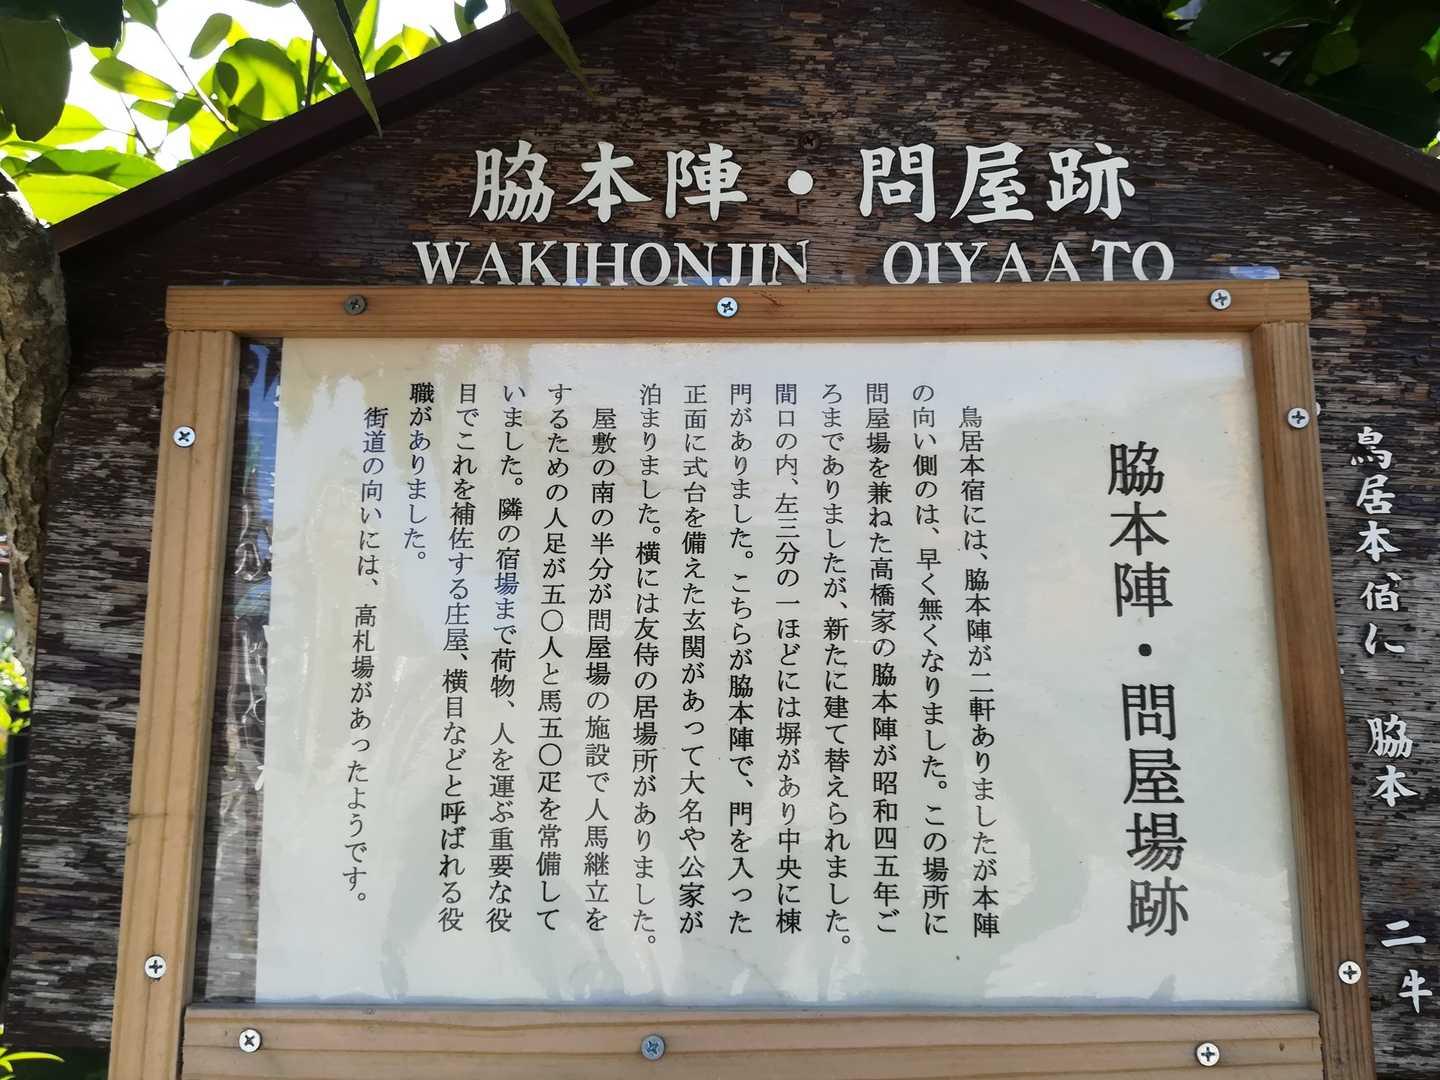 脇本陣・問屋跡
WAKIHONJIN OIYAATO
脇本陣・問屋場跡
鳥居本宿には、脇本陣が二軒ありましたが本陣
の向い側のは、早く無くなりました。この場所に
問屋場を兼ねた高橋家の脇本陣が昭和四五年ご
ろまでありましたが、新たに建て替えられました。
間口の内、左三分の一ほどには塀があり中央に棟
門がありました。こちらが脇本陣で、門を入った
正面に式台を備えた玄関があって大名や公家が
泊まりました。横には友侍の居場所がありました。
屋敷の南の半分が問屋場の施設で人馬継立を
するための人足が五〇人と馬五〇疋を常備して
いました。隣の宿場まで荷物、人を運ぶ重要な役
目でこれを補佐する庄屋、横目などと呼ばれる役
職がありました。
街道の向いには、高札場があったようです。
鳥居本宿に 脇本 二